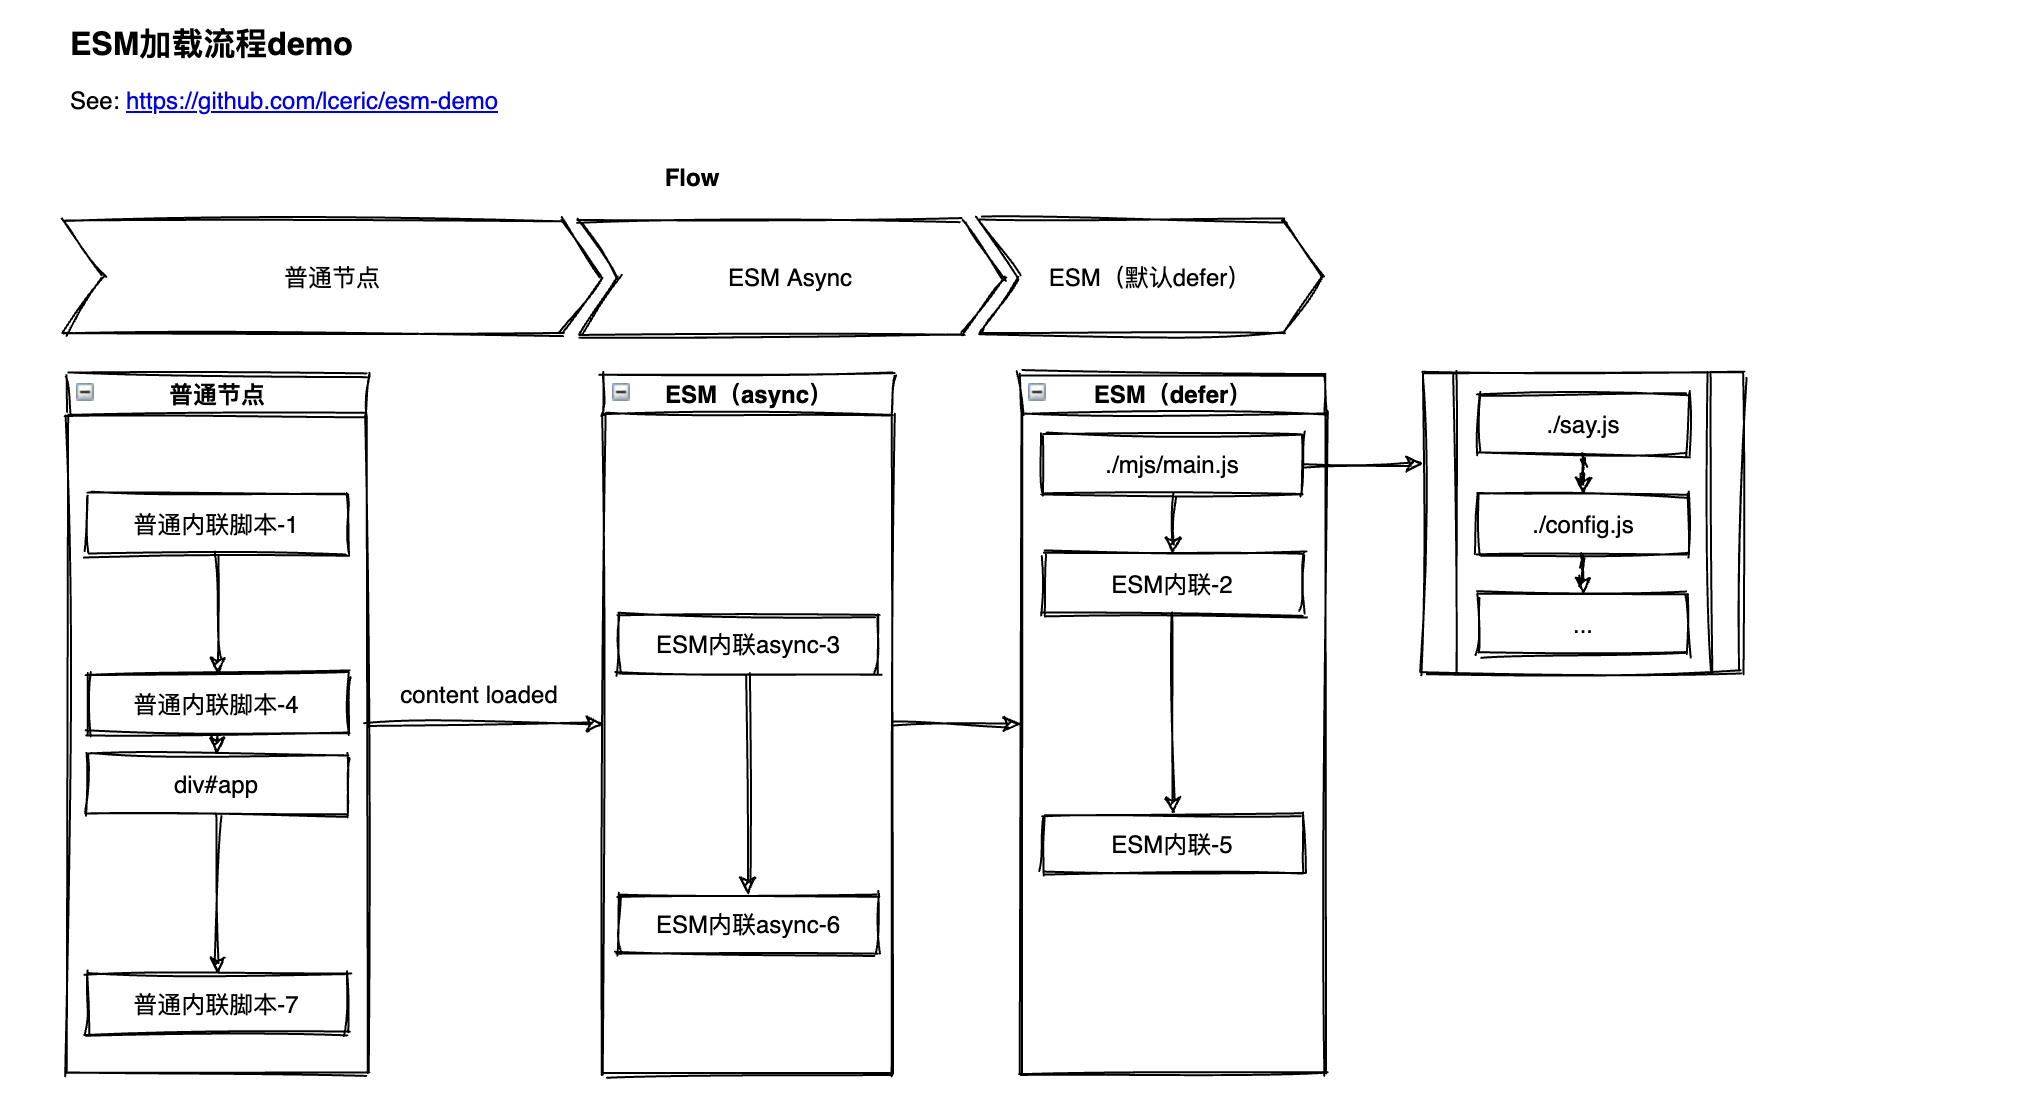 ESM加载流程demo
See: https://github.com/lceric/esm-demo
Flow
普通节点
ESM Async
ESM（默认defer）
普通节点
普通内联脚本-1
普通内联脚本-4
div#app
普通内联脚本-7
content loaded
ESM（async）
ESM内联async-3
ESM内联async-6
ESM（defer）
./mjs/main.js
ESM内联-2
ESM内联-5
./say.js
./config.js
...